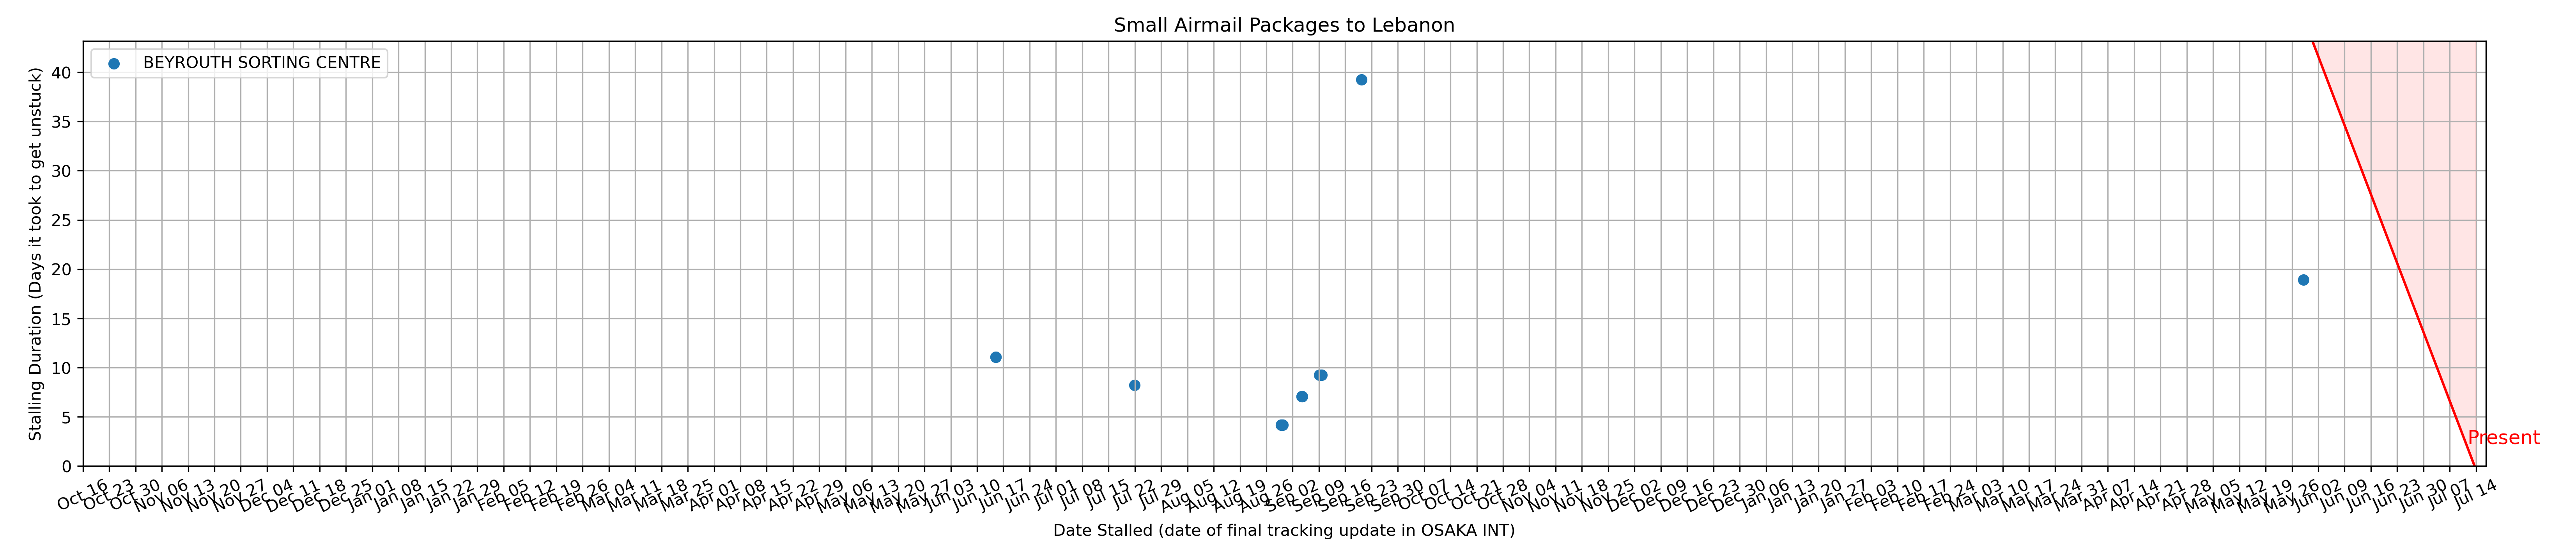 Small Airmail Packages to Lebanon
BEYROUTH SORTING CENTRE
Stalling Duration (Days it took to get unstuck)
40
35
30
25
20
15
10
5
0
Present
Oct 16
Oct 23
Oct 30
Nov 06
Nov 13
Nov 20
Nov 27
Dec 04
Dec 11
Dec 18
Dec 25
Jan 01
Jan 08
Jan 15
Jan 22
Jan 29
Feb 05
Feb 12
Feb 19
Feb 26
Mar 04
Mar 11
Mar 18
Mar 25
Apr 01
Apr 08
Apr 15
Apr 22
Apr 29
May 06
May 13
May 20
May 27
Jun 03
Jun 10
Jun 17
Jun 24
Jul 01
Jul 08
Jul 15
Jul 22
Jul 29
Aug 05
Aug 12
Aug 19
Aug 26
Sep 02
Sep 09
Sep 16
Sep 23
Sep 30
Oct 07
Oct 14
Oct 21
Oct 28
Nov 04
Nov 11
Nov 18
Nov 25
Dec 02
Dec 09
Dec 16
Dec 23
Dec 30
Jan 06
Jan 13
Jan 20
Jan 27
Feb 03
Feb 10
Feb 17
Feb 24
Mar 03
Mar 10
Mar 17
Mar 24
Mar 31
Apr 07
Apr 14
Apr 21
Apr 28
May 05
May 12
May 19
May 26
Jun 02
Jun 09
Jun 16
Jun 23
Jun 30
Jul 07
Jul 14
Date Stalled (date of final tracking update in OSAKA INT)